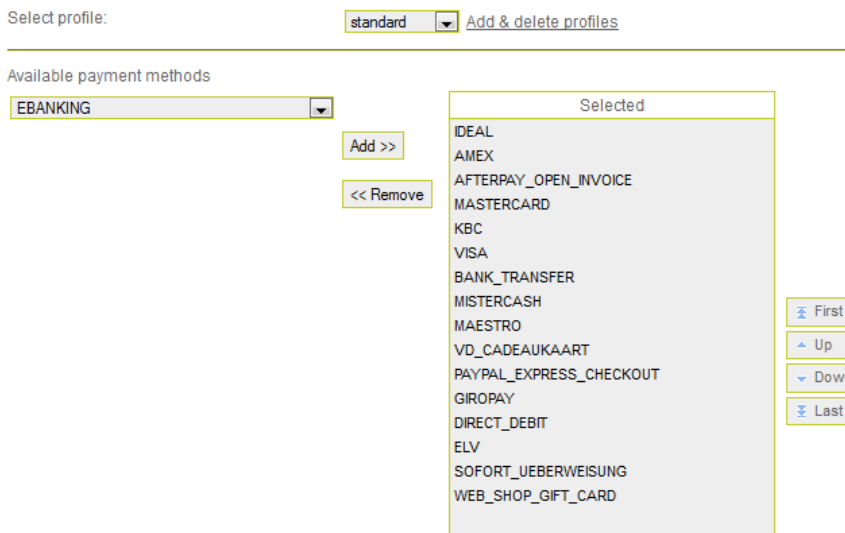 Select profile:
standard
Add & delete profiles
Available payment methods
EBANKING
Add >>
<< Remove
Selected
IDEAL
AMEX
AFTERPAY_OPEN_INVOICE
MASTERCARD
KBC
VISA
BANK_TRANSFER
MISTERCASH
MAESTRO
VD_CADEAUKAART
PAYPAL_EXPRESS_CHECKOUT
GIROPAY
DIRECT_DEBIT
ELV
SOFORT_UEBERWEISUNG
WEB_SHOP_GIFT_CARD
First
Up
Dow
Last